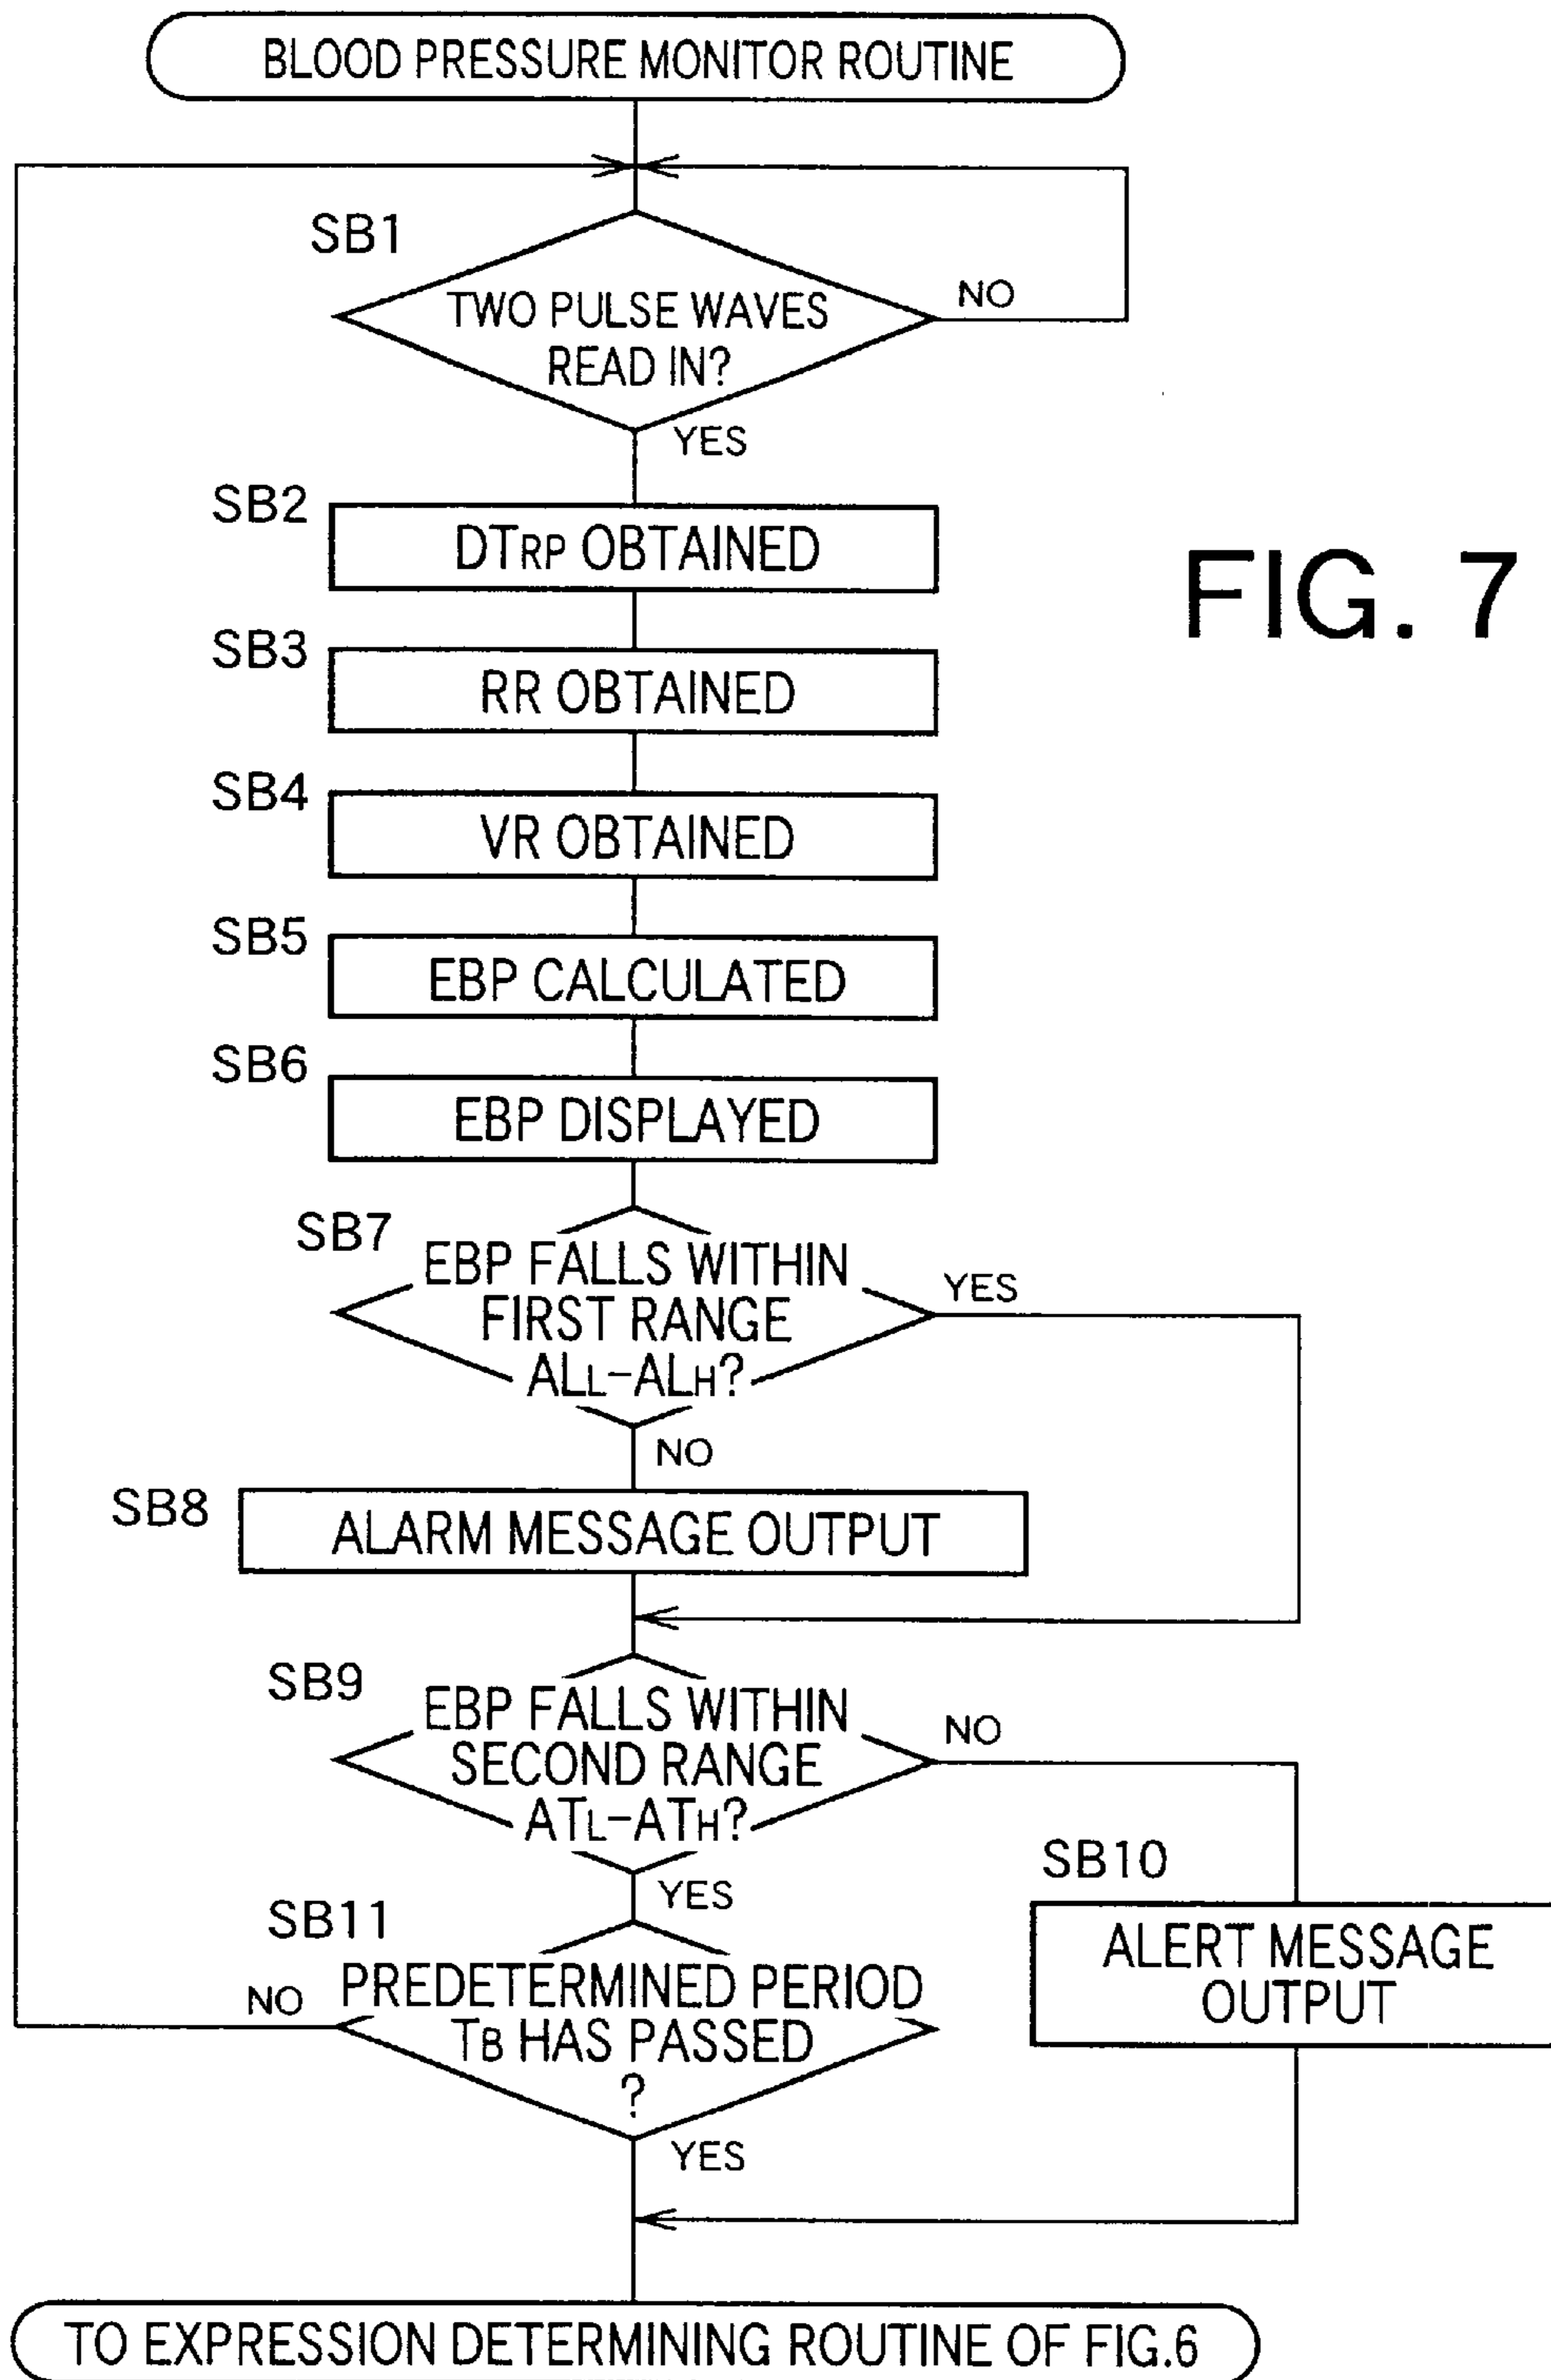 BLOOD PRESSURE MONITOR ROUTINE
SB1
TWO PULSE WAVES
READ IN?
NO
YES
SB2
DTRP OBTAINED
FIG. 7
SB3
RR OBTAINED
SB4
VR OBTAINED
SB5
EBP CALCULATED
SB6
EBP DISPLAYED
SB7
EBP FALLS WITHIN
FIRST RANGE
ALL-ALH?
YES
NO
SB8
ALARM MESSAGE OUTPUT
SB9
EBP FALLS WITHIN
SECOND RANGE
ATL-ATH?
NO
YES
SB10
ALERT MESSAGE
OUTPUT
SB11
PREDETERMINED PERIOD
TB HAS PASSED
?
NO
YES
TO EXPRESSION DETERMINING ROUTINE OF FIG.6